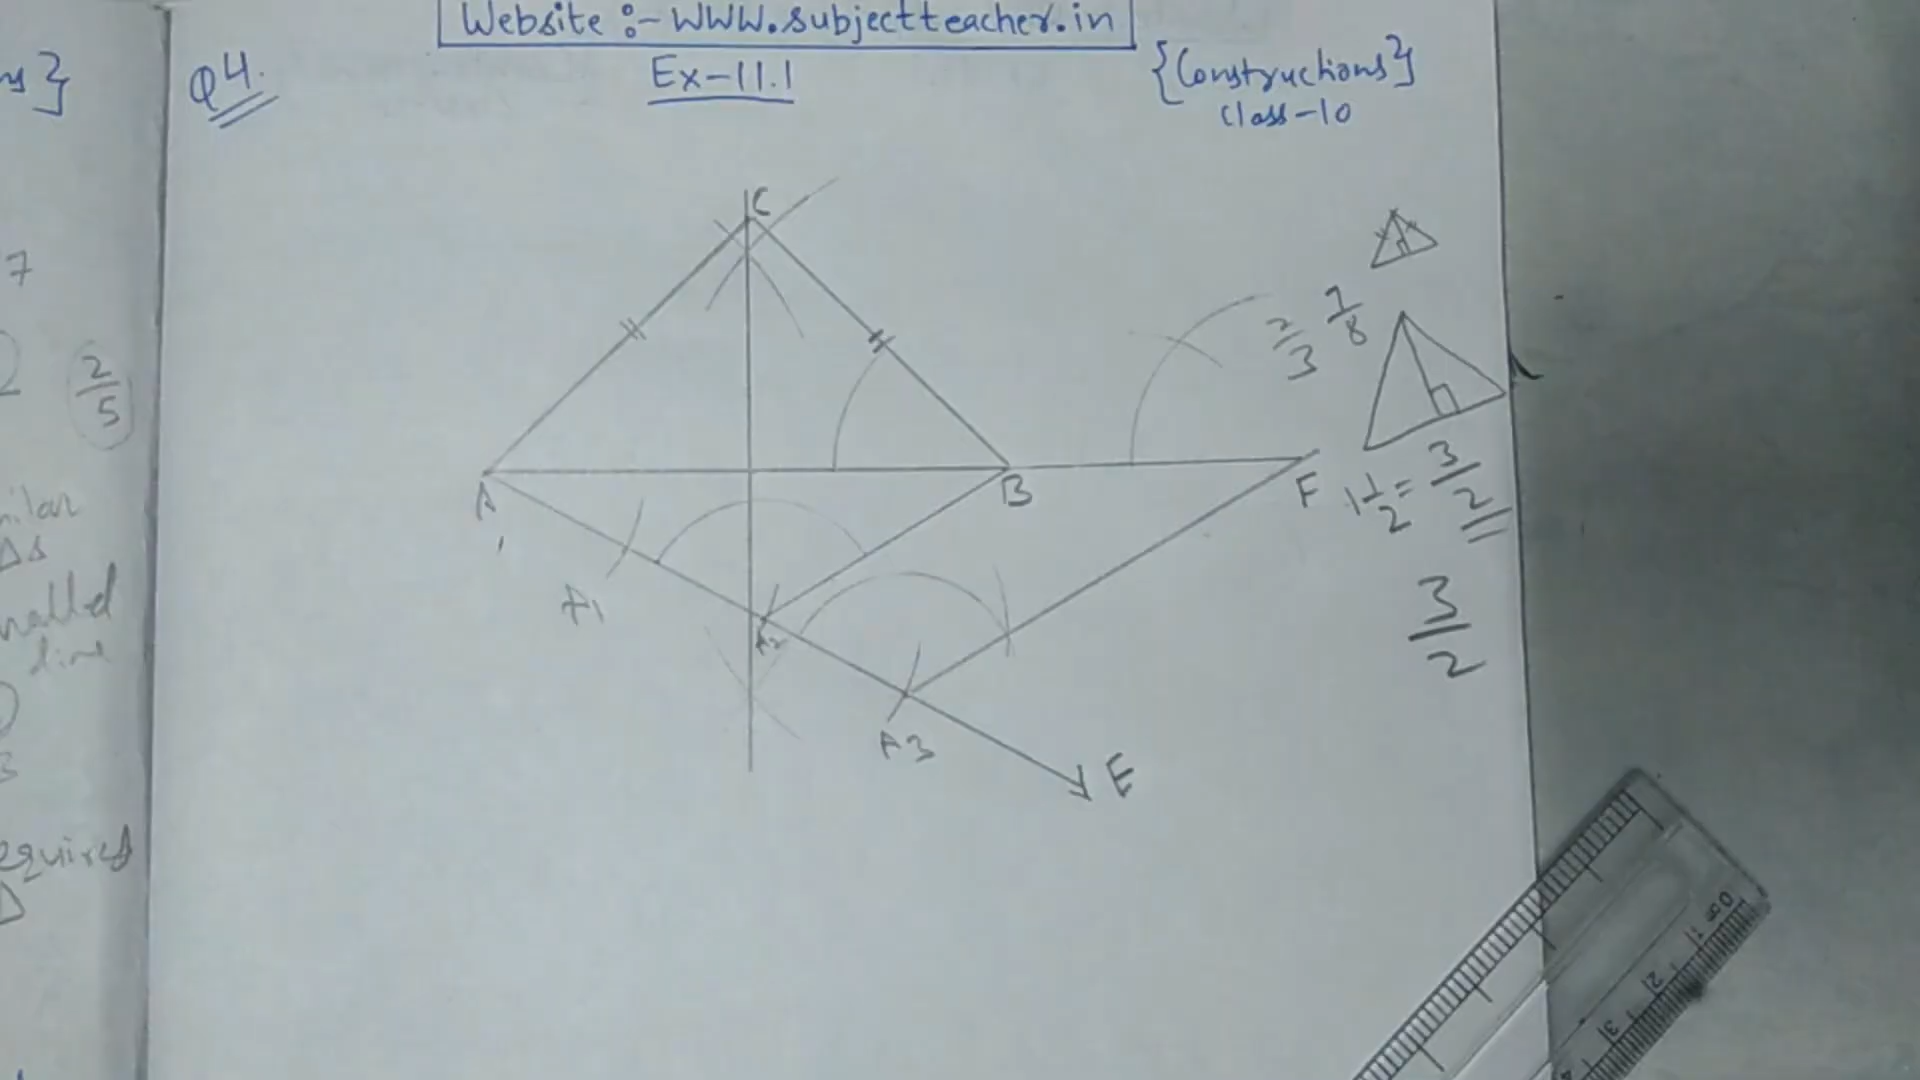 Website :- WWW.subjectteacher.in
Q4.
Ex-11.1
{Constructions}
Class-10
7
2
5
line
Δ
C
A
B
F
A1
A2
A3
E
2/3
7/8
1 1/2 = 3/2
3/2